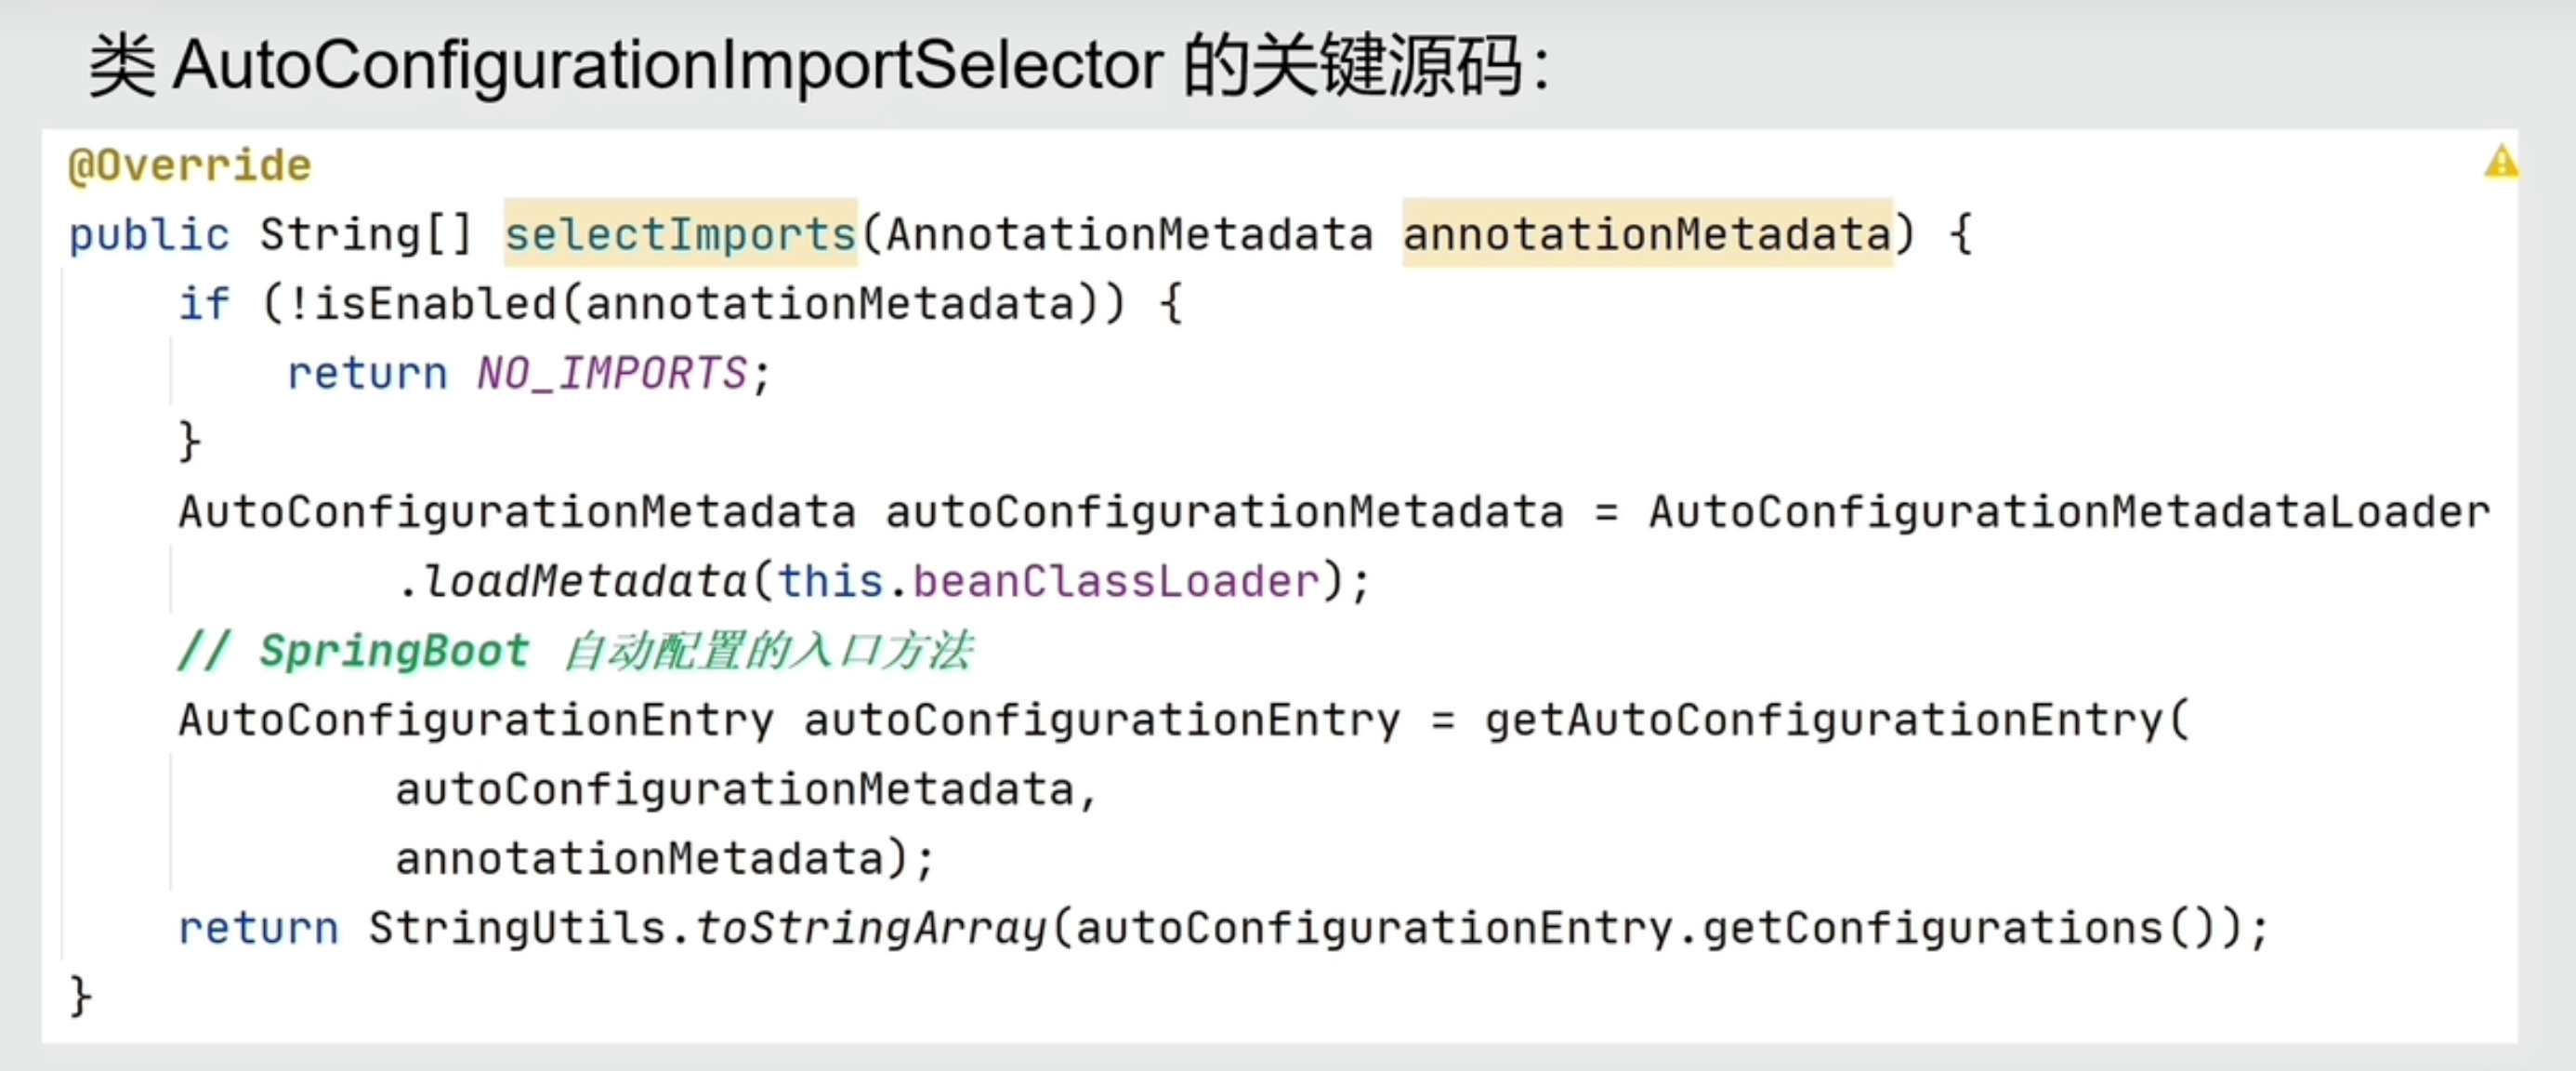 类 AutoConfigurationImportSelector 的关键源码：
@Override
public String[] selectImports(AnnotationMetadata annotationMetadata) {
if (!isEnabled(annotationMetadata)) {
return NO_IMPORTS;
}
AutoConfigurationMetadata autoConfigurationMetadata = AutoConfigurationMetadataLoader
.loadMetadata(this.beanClassLoader);
// SpringBoot 自动配置的入口方法
AutoConfigurationEntry autoConfigurationEntry = getAutoConfigurationEntry(
autoConfigurationMetadata,
annotationMetadata);
return StringUtils.toStringArray(autoConfigurationEntry.getConfigurations());
}